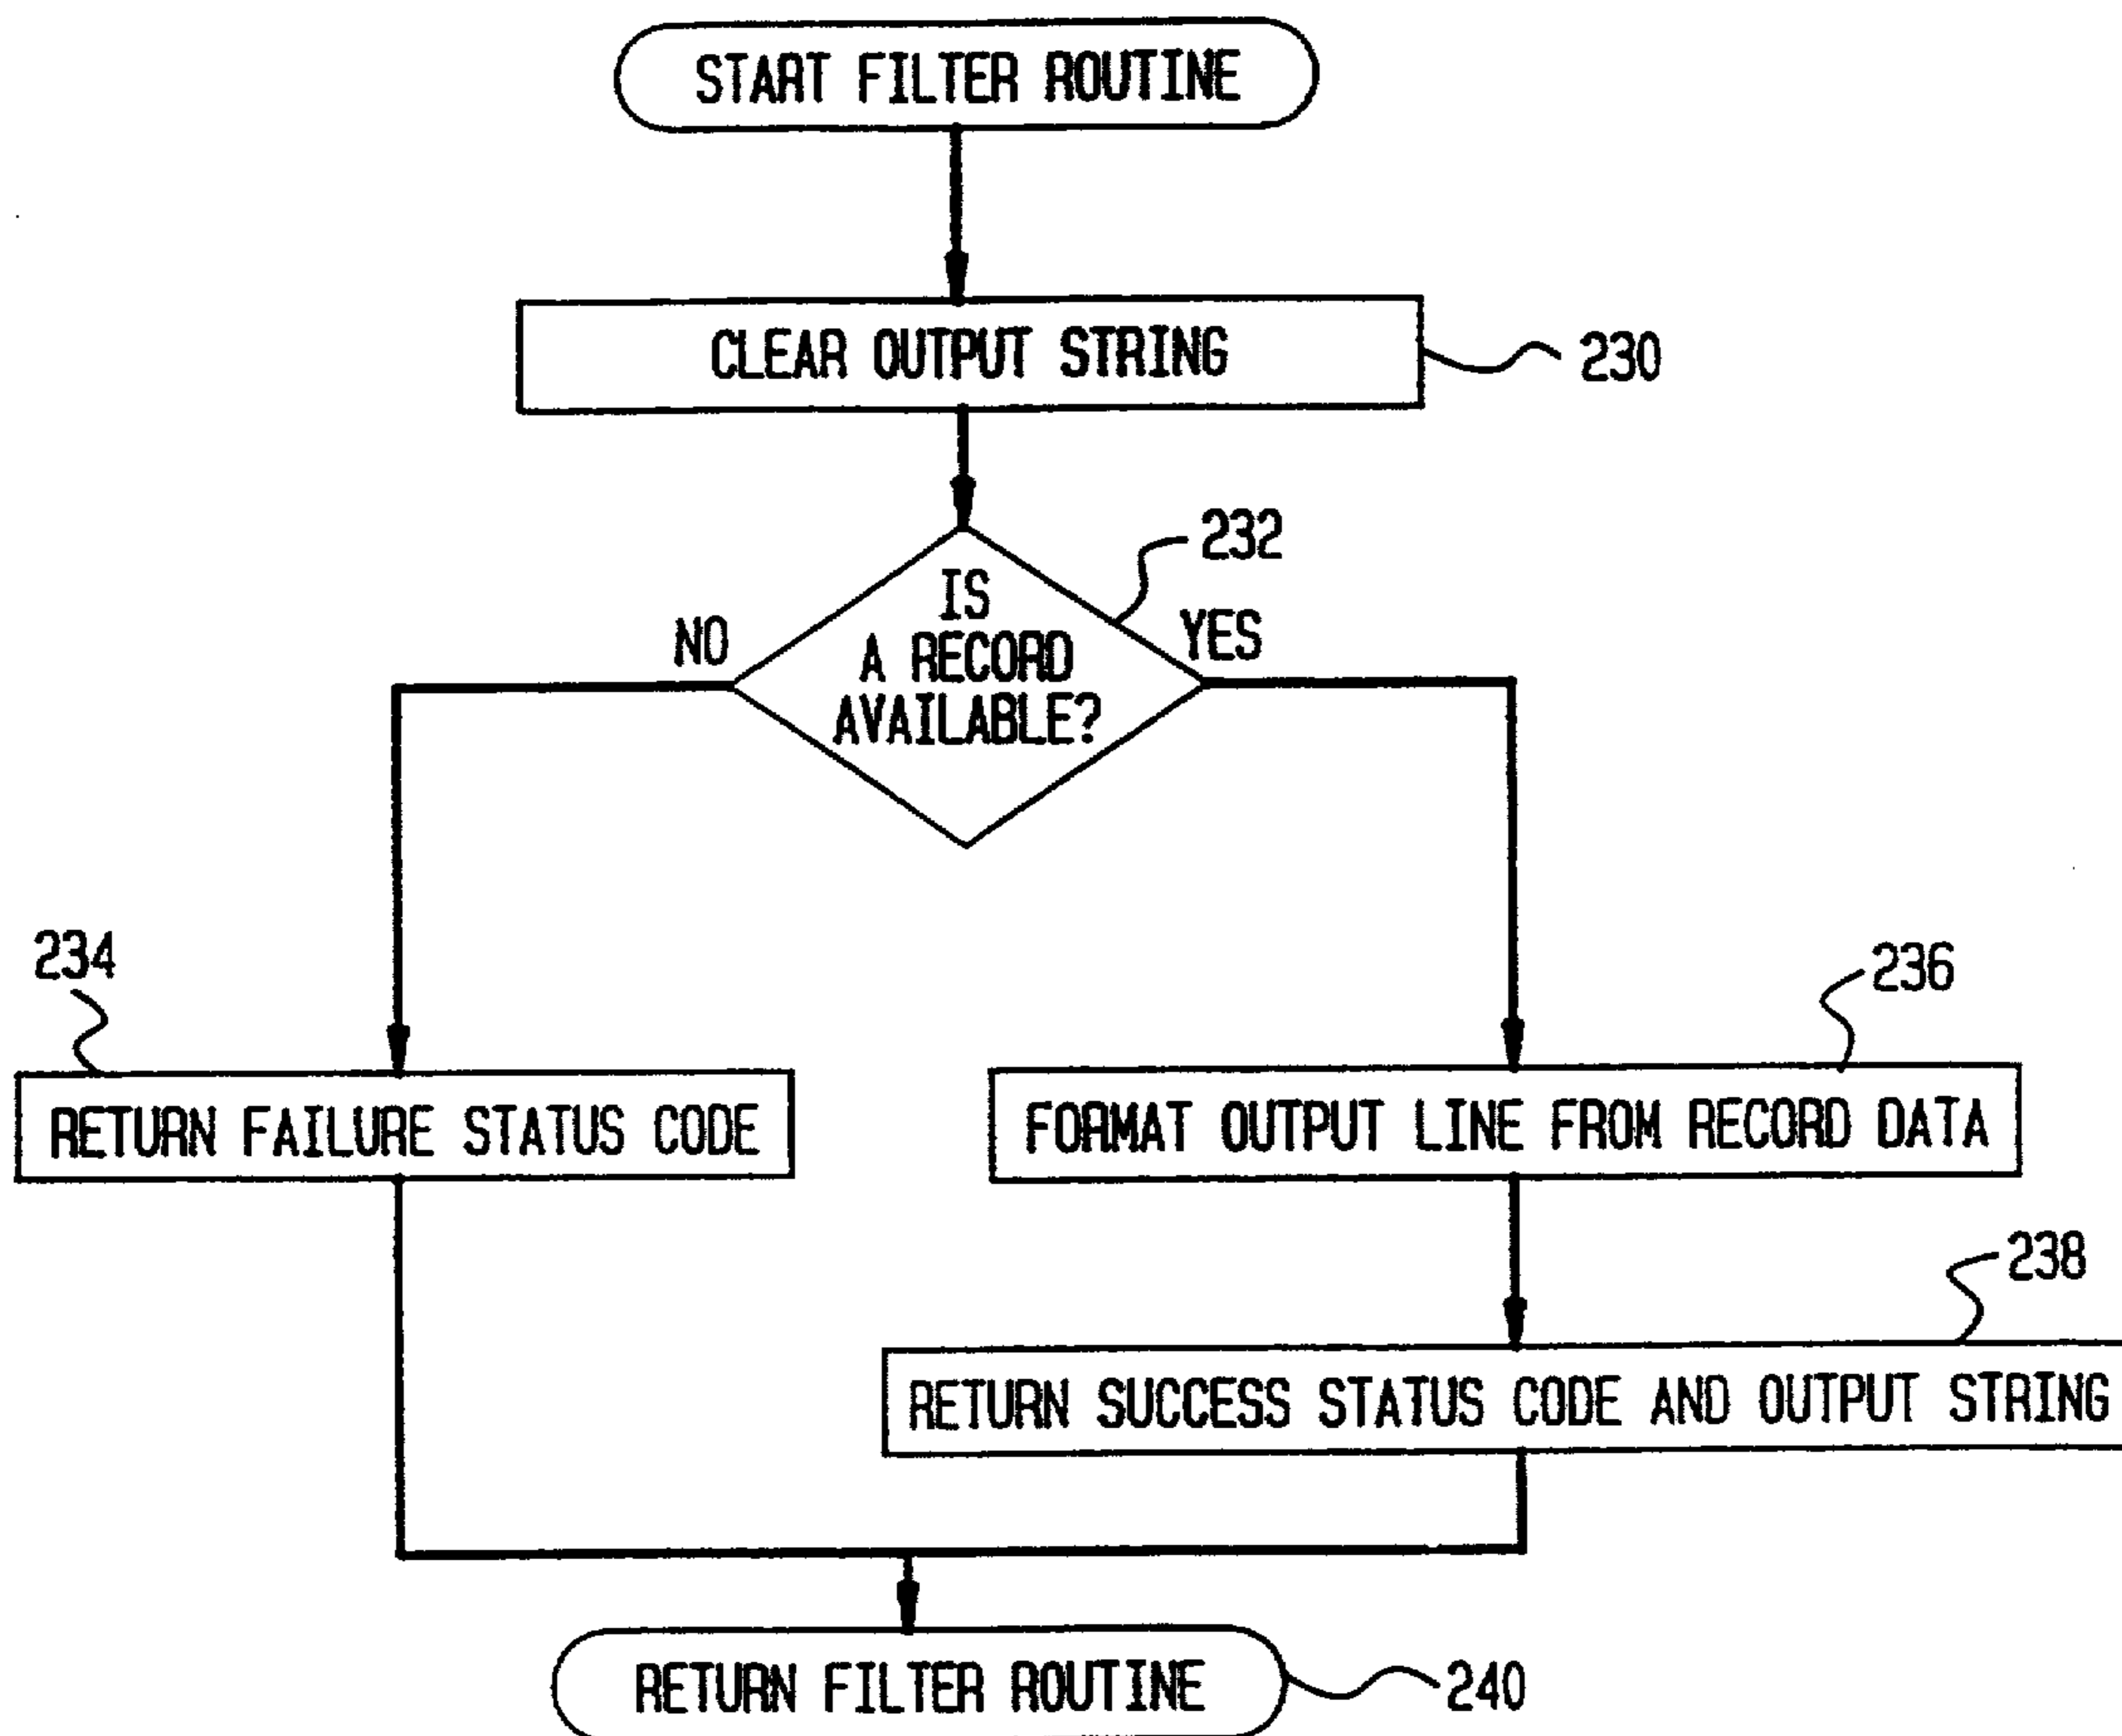 START FILTER ROUTINE
CLEAR OUTPUT STRING
230
232
IS
A RECORD
AVAILABLE?
NO
YES
234
236
RETURN FAILURE STATUS CODE
FORMAT OUTPUT LINE FROM RECORD DATA
238
RETURN SUCCESS STATUS CODE AND OUTPUT STRING
RETURN FILTER ROUTINE
240